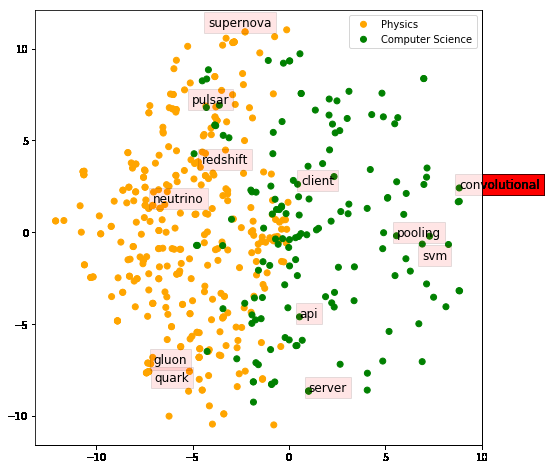 supernova
Physics
Computer Science
pulsar
redshift
client
convolutional
neutrino
pooling
svm
api
gluon
quark
server
10
5
0
−5
−10
−10
−5
0
5
10